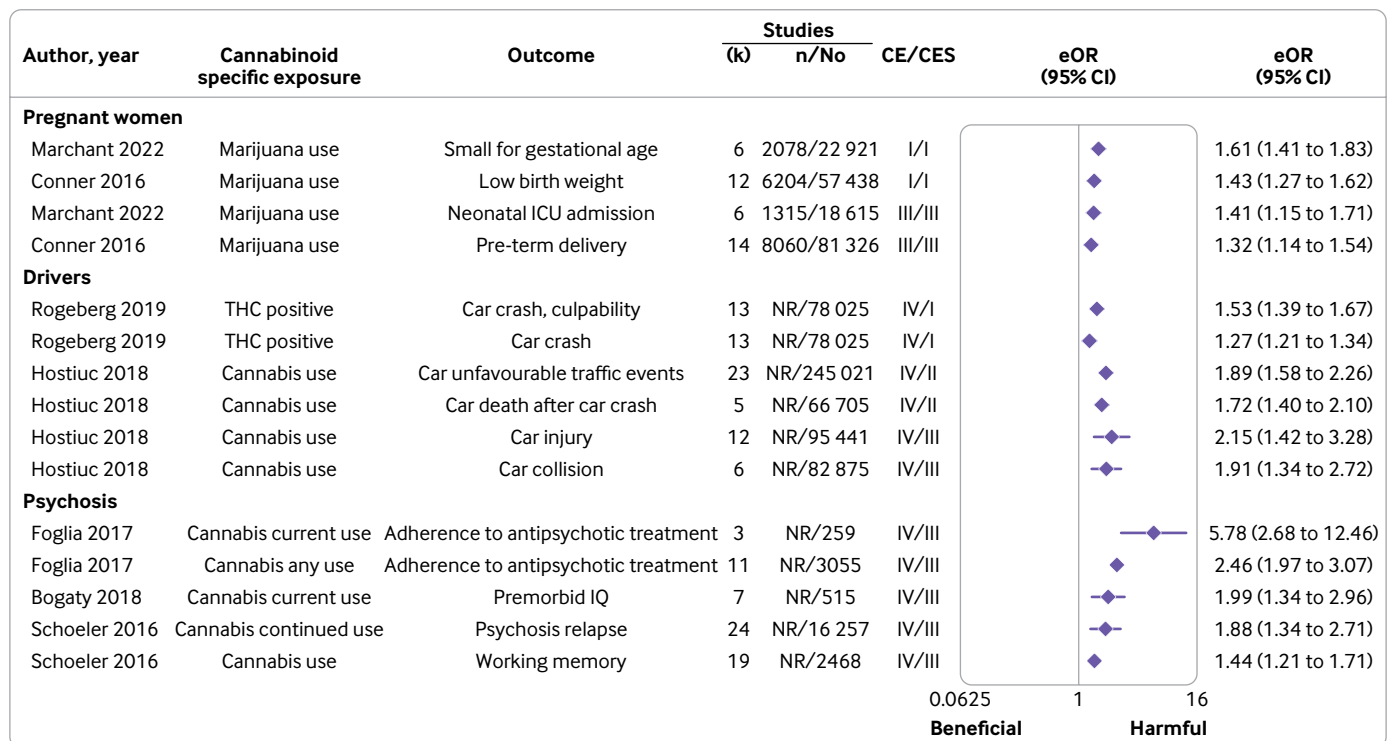 Studies
Author, year Cannabinoid specific exposure Outcome (k) n/No CE/CES eOR (95% CI) eOR (95% CI)
Pregnant women
Marchant 2022 Marijuana use Small for gestational age 6 2078/22 921 I/I 1.61 (1.41 to 1.83)
Conner 2016 Marijuana use Low birth weight 12 6204/57 438 I/I 1.43 (1.27 to 1.62)
Marchant 2022 Marijuana use Neonatal ICU admission 6 1315/18 615 III/III 1.41 (1.15 to 1.71)
Conner 2016 Marijuana use Pre-term delivery 14 8060/81 326 III/III 1.32 (1.14 to 1.54)
Drivers
Rogeberg 2019 THC positive Car crash, culpability 13 NR/78 025 IV/I 1.53 (1.39 to 1.67)
Rogeberg 2019 THC positive Car crash 13 NR/78 025 IV/I 1.27 (1.21 to 1.34)
Hostiuc 2018 Cannabis use Car unfavourable traffic events 23 NR/245 021 IV/II 1.89 (1.58 to 2.26)
Hostiuc 2018 Cannabis use Car death after car crash 5 NR/66 705 IV/II 1.72 (1.40 to 2.10)
Hostiuc 2018 Cannabis use Car injury 12 NR/95 441 IV/III 2.15 (1.42 to 3.28)
Hostiuc 2018 Cannabis use Car collision 6 NR/82 875 IV/III 1.91 (1.34 to 2.72)
Psychosis
Foglia 2017 Cannabis current use Adherence to antipsychotic treatment 3 NR/259 IV/III 5.78 (2.68 to 12.46)
Foglia 2017 Cannabis any use Adherence to antipsychotic treatment 11 NR/3055 IV/III 2.46 (1.97 to 3.07)
Bogaty 2018 Cannabis current use Premorbid IQ 7 NR/515 IV/III 1.99 (1.34 to 2.96)
Schoeler 2016 Cannabis continued use Psychosis relapse 24 NR/16 257 IV/III 1.88 (1.34 to 2.71)
Schoeler 2016 Cannabis use Working memory 19 NR/2468 IV/III 1.44 (1.21 to 1.71)
0.0625 1 16
Beneficial Harmful